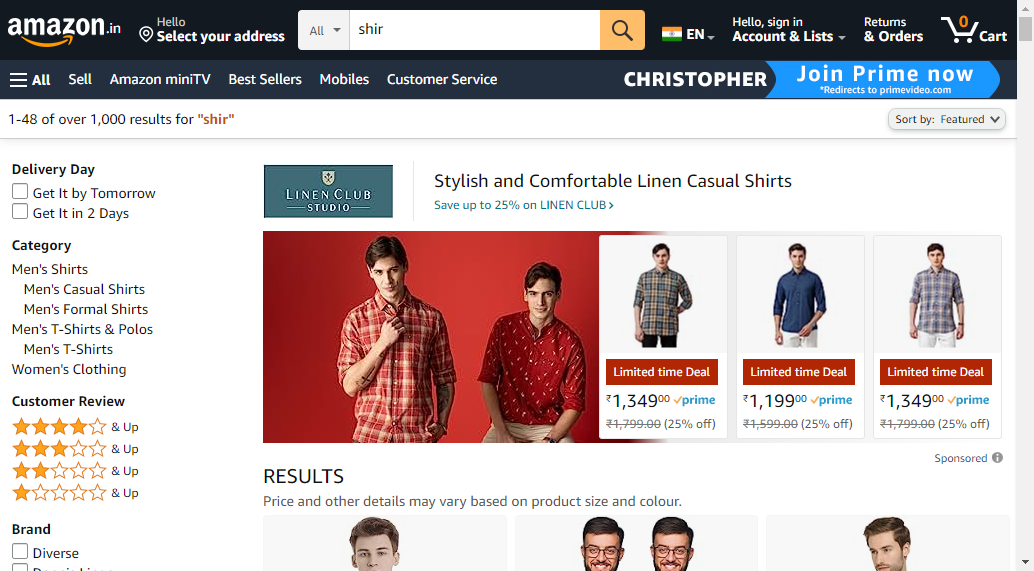 amazon.in
Hello
Select your address
All
shir
EN
Hello, sign in
Account & Lists
Returns
& Orders
0
Cart
All
Sell
Amazon miniTV
Best Sellers
Mobiles
Customer Service
CHRISTOPHER
Join Prime now
*Redirects to primevideo.com
1-48 of over 1,000 results for "shir"
Sort by: Featured
Delivery Day
Get It by Tomorrow
Get It in 2 Days
Category
Men's Shirts
Men's Casual Shirts
Men's Formal Shirts
Men's T-Shirts & Polos
Men's T-Shirts
Women's Clothing
Customer Review
& Up
& Up
& Up
& Up
Brand
Diverse
LINEN CLUB
STUDIO
Stylish and Comfortable Linen Casual Shirts
Save up to 25% on LINEN CLUB
Limited time Deal
₹1,34900 prime
₹1,799.00 (25% off)
Limited time Deal
₹1,19900 prime
₹1,599.00 (25% off)
Limited time Deal
₹1,34900 prime
₹1,799.00 (25% off)
Sponsored
RESULTS
Price and other details may vary based on product size and colour.